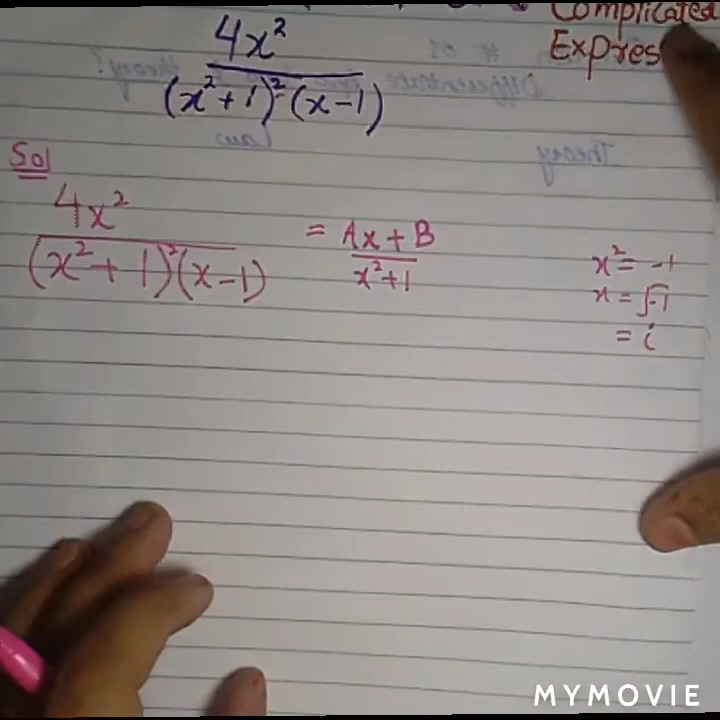 Complicated
Expres
4x²
(x²+1)²(x-1)
Sol
4x²
(x²+1)²(x-1)
= Ax + B
x²+1
x² = -1
x = √-1
= i
MYMOVIE